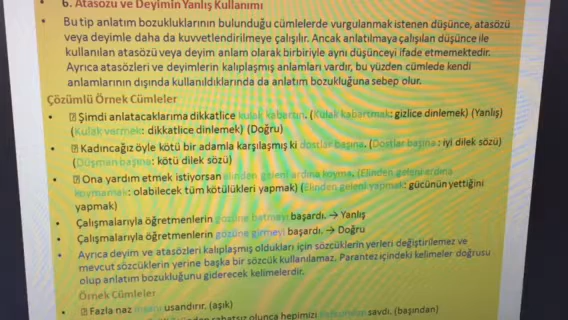 b. Atasözü ve Deyimin Yanlış Kullanımı
Bu tip anlatım bozukluklarının bulunduğu cümlelerde vurgulanmak istenen düşünce, atasözü
veya deyimle daha da kuvvetlendirilmeye çalışılır. Ancak anlatılmaya çalışılan düşünce ile
kullanılan atasözü veya deyim anlam olarak birbiriyle aynı düşünceyi ifade etmemektedir.
Ayrıca atasözleri ve deyimlerin kalıplaşmış anlamları vardır, bu yüzden cümlede kendi
anlamlarının dışında kullanıldıklarında da anlatım bozukluğuna sebep olur.
Çözümlü Örnek Cümleler
Şimdi anlatacaklarıma dikkatlice kulak kabartın. (Kulak kabartmak: gizlice dinlemek) (Yanlış)
(Kulak vermek: dikkatlice dinlemek) (Doğru)
Kadıncağız öyle kötü bir adamla karşılaşmış ki dostlar başına. (Dostlar başına: iyi dilek sözü)
(Düşman başına: kötü dilek sözü)
Ona yardım etmek istiyorsan elinden geleni ardına koyma. (Elinden geleni ardına
koymamak: olabilecek tüm kötülükleri yapmak) (Elinden geleni yapmak: gücünün yettiğini
yapmak)
Çalışmalarıyla öğretmenlerin gözüne batmayı başardı. → Yanlış
Çalışmalarıyla öğretmenlerin gözüne girmeyi başardı. → Doğru
Ayrıca deyim ve atasözleri kalıplaşmış oldukları için sözcüklerin yerleri değiştirilemez ve
mevcut sözcüklerin yerine başka bir sözcük kullanılamaz. Parantez içindeki kelimeler doğrusu
olup anlatım bozukluğunu giderecek kelimelerdir.
Örnek Cümleler
Fazla naz insanı usandırır. (aşık)
rahatsız olunca hepimizi savdı. (başından)